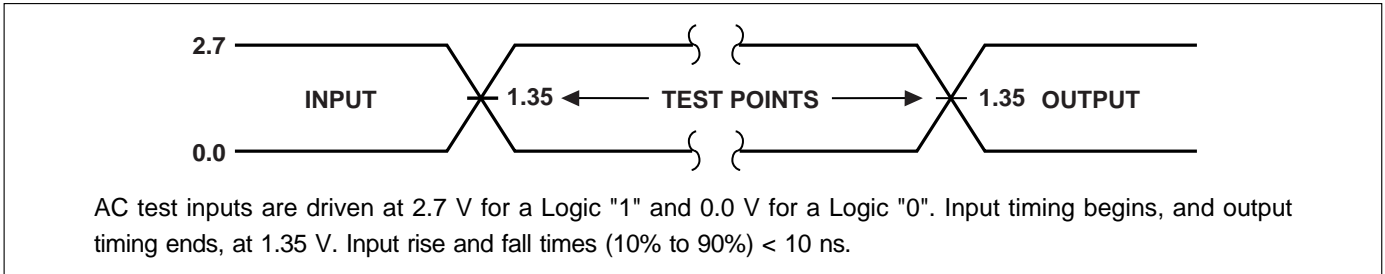 2.7
INPUT 1.35 TEST POINTS 1.35 OUTPUT
0.0
AC test inputs are driven at 2.7 V for a Logic "1" and 0.0 V for a Logic "0". Input timing begins, and output
timing ends, at 1.35 V. Input rise and fall times (10% to 90%) < 10 ns.